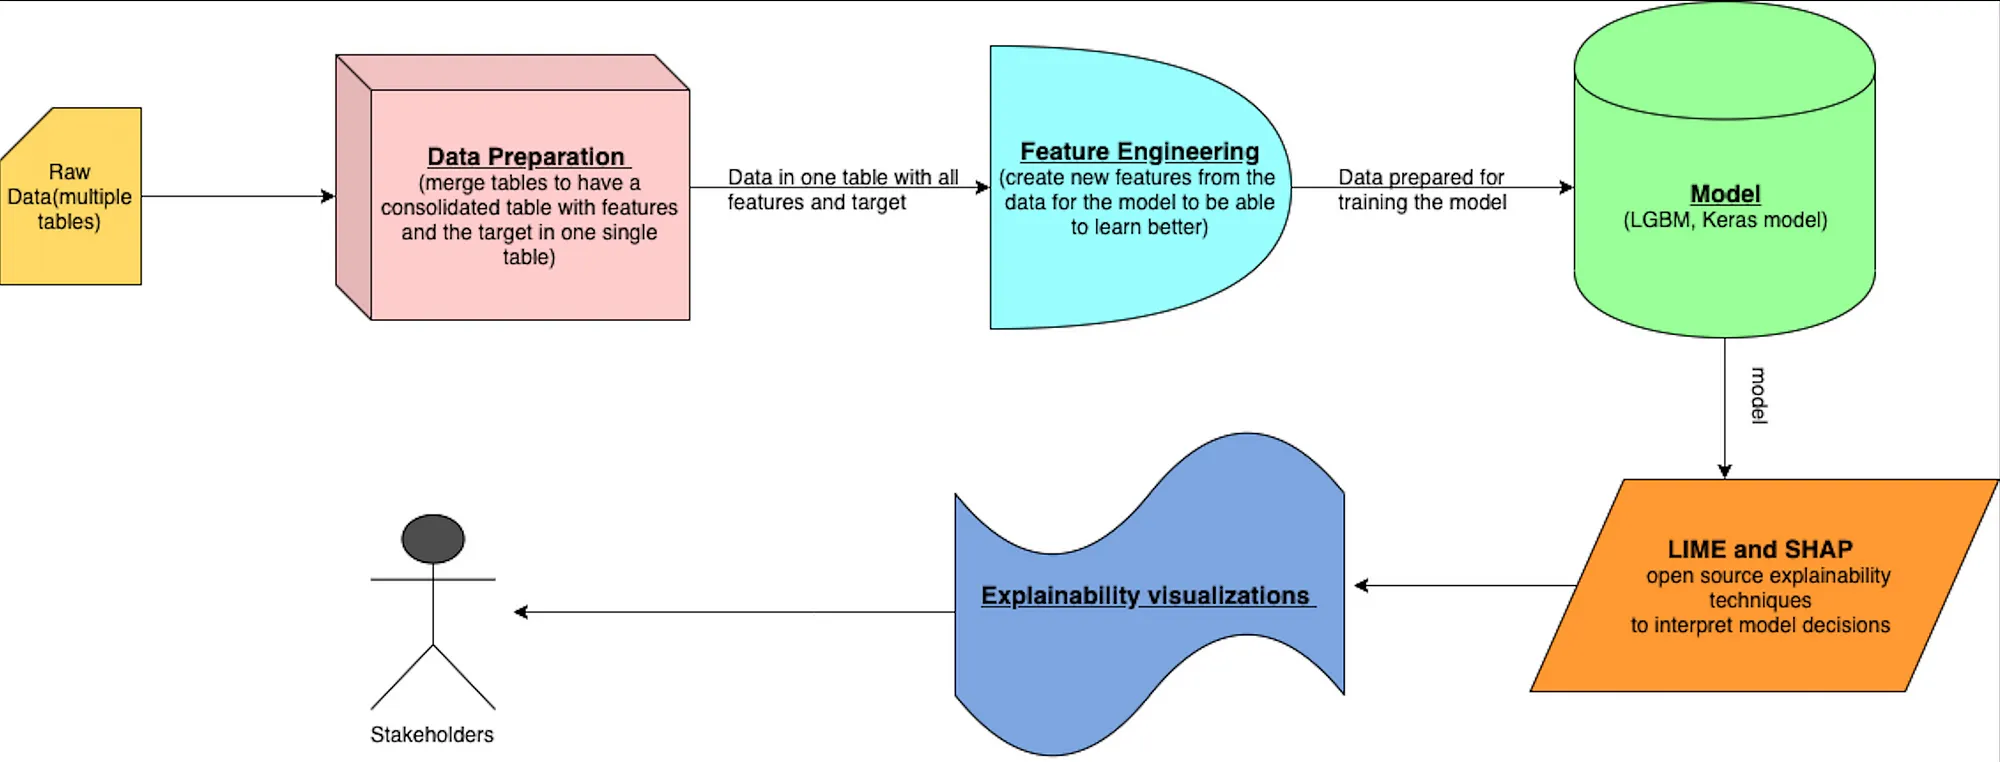 Raw
Data(multiple
tables)
Data Preparation
(merge tables to have a
consolidated table with features
and the target in one single
table)
Data in one table with all
features and target
Feature Engineering
(create new features from the
data for the model to be able
to learn better)
Data prepared for
training the model
Model
(LGBM, Keras model)
model
LIME and SHAP
open source explainability
techniques
to interpret model decisions
Explainability visualizations
Stakeholders